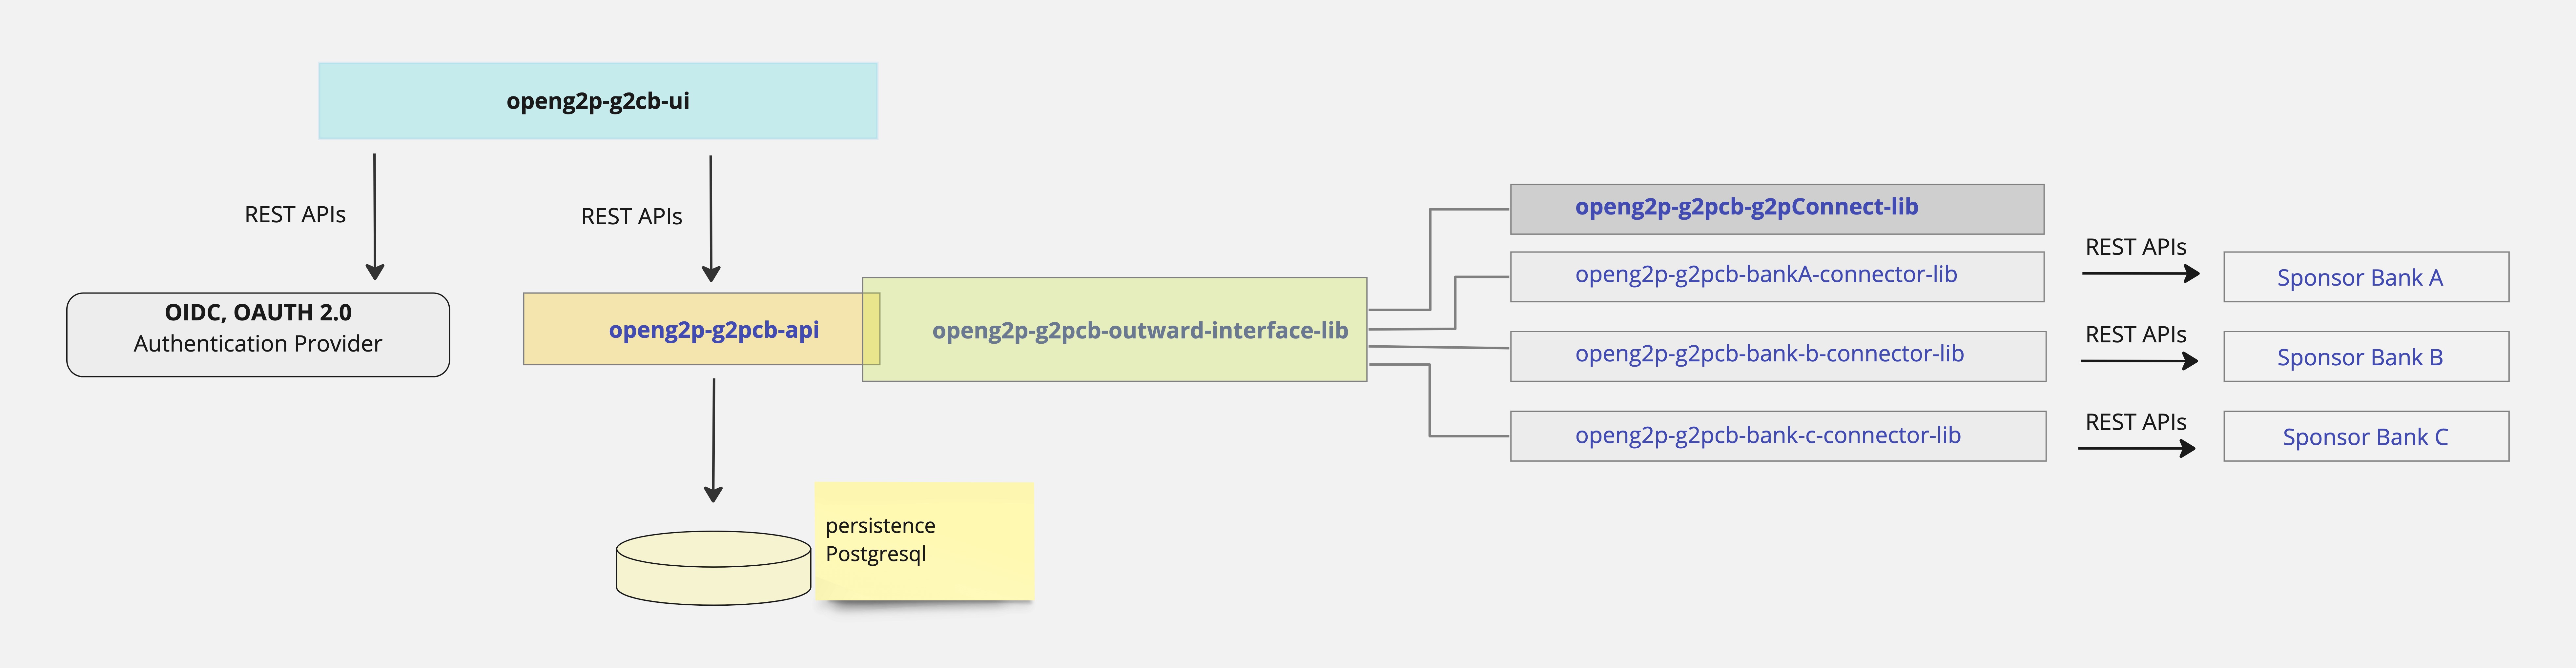 openg2p-g2cb-ui
REST APIs
REST APIs
OIDC, OAUTH 2.0
Authentication Provider
openg2p-g2pcb-api
openg2p-g2pcb-outward-interface-lib
persistence
Postgresql
openg2p-g2pcb-g2pConnect-lib
openg2p-g2pcb-bankA-connector-lib
REST APIs
Sponsor Bank A
openg2p-g2pcb-bank-b-connector-lib
REST APIs
Sponsor Bank B
openg2p-g2pcb-bank-c-connector-lib
REST APIs
Sponsor Bank C